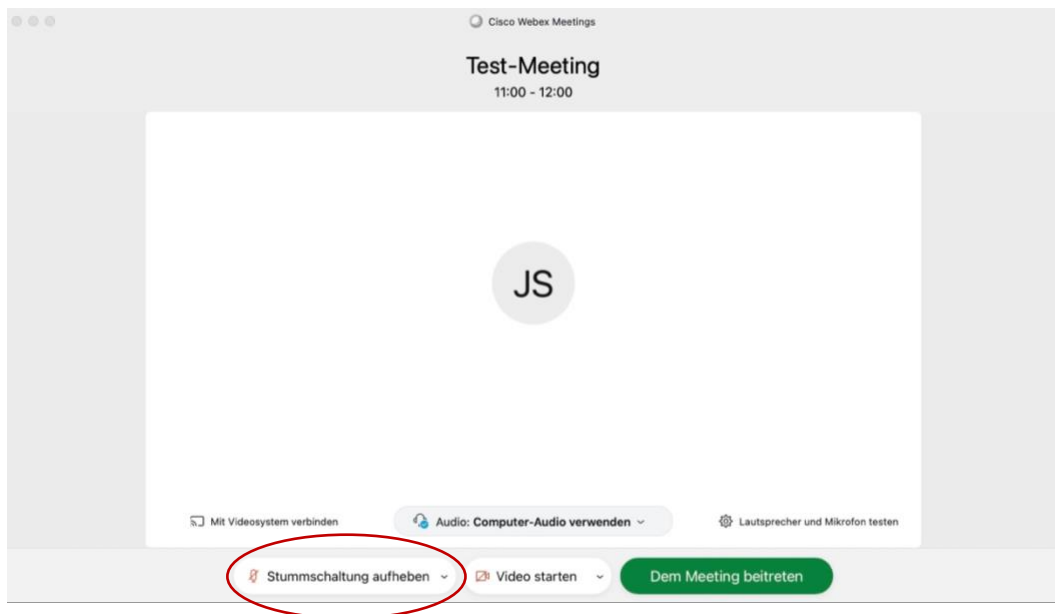 Cisco Webex Meetings
Test-Meeting
11:00 - 12:00
JS
Mit Videosystem verbinden
Audio: Computer-Audio verwenden
Lautsprecher und Mikrofon testen
Stummschaltung aufheben
Video starten
Dem Meeting beitreten